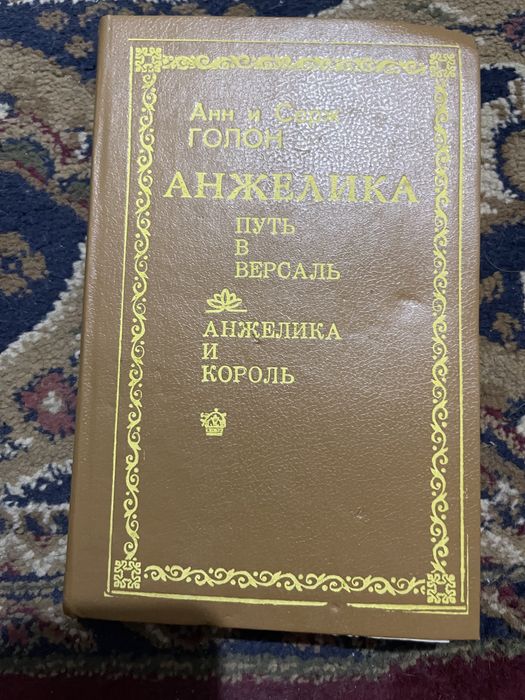 Анн и Серж
ГОЛОН
АНЖЕЛИКА
ПУТЬ
В
ВЕРСАЛЬ
АНЖЕЛИКА
И
КОРОЛЬ